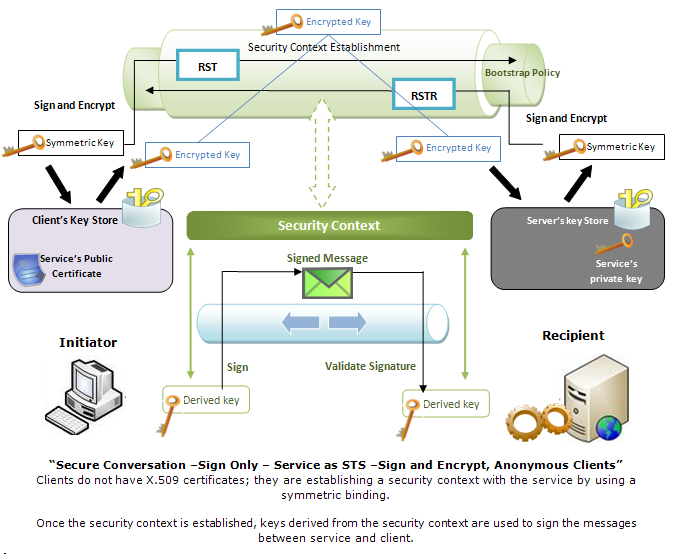 Encrypted Key
Security Context Establishment
RST
Bootstrap Policy
RSTR
Sign and Encrypt
Sign and Encrypt
SymmetricKey
Encrypted Key
Encrypted Key
SymmetricKey
Client's Key Store
Service's Public
Certificate
Security Context
Server's key Store
Service's
private key
Signed Message
Initiator
Recipient
Sign
Validate Signature
Derived key
Derived key
“Secure Conversation –Sign Only – Service as STS –Sign and Encrypt, Anonymous Clients”
Clients do not have X.509 certificates; they are establishing a security context with the service by using a
symmetric binding.
Once the security context is established, keys derived from the security context are used to sign the messages
between service and client.